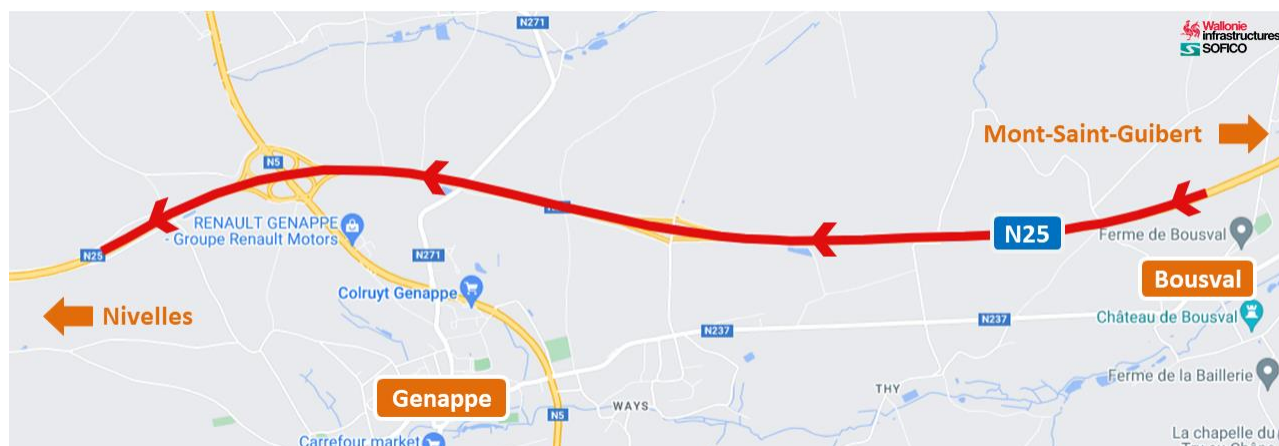 N271
Wallonie
infrastructures
SOFICO
Mont-Saint-Guibert
N5
RENAULT GENAPPE
- Groupe Renault Motors
N25
N25
Ferme de Bousval
N271
Bousval
Colruyt Genappe
Nivelles
Château de Bousval
N237
N237
Genappe
Ferme de la Baillerie
THY
WAYS
N5
Carrefour market
La chapelle du